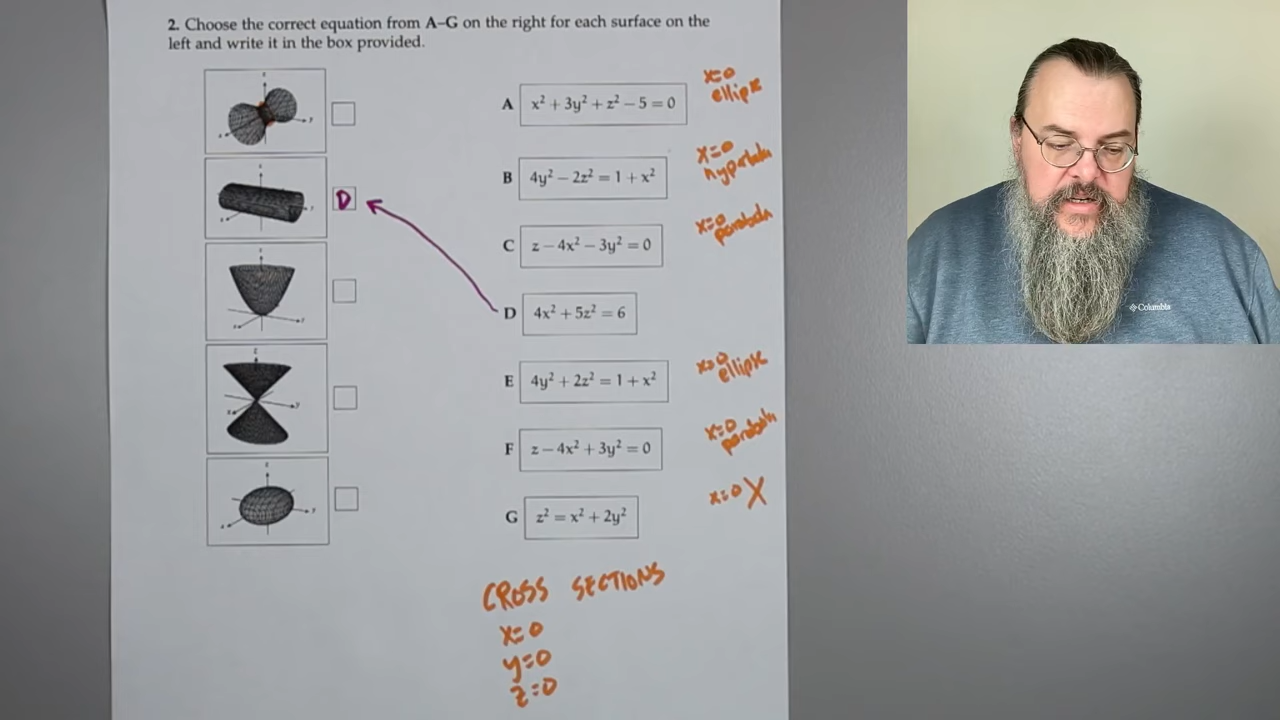 2. Choose the correct equation from A–G on the right for each surface on the
left and write it in the box provided.
A x² + 3y² + z² − 5 = 0
x=0
ellipse
B 4y² − 2z² = 1 + x²
x=0
hyperbola
D
C z − 4x² − 3y² = 0
x=0
parabola
D 4x² + 5z² = 6
E 4y² + 2z² = 1 + x²
x=0
ellipse
F z − 4x² + 3y² = 0
x=0
parabola
G z² = x² + 2y²
x=0 X
CROSS SECTIONS
x=0
y=0
z=0
Columbia